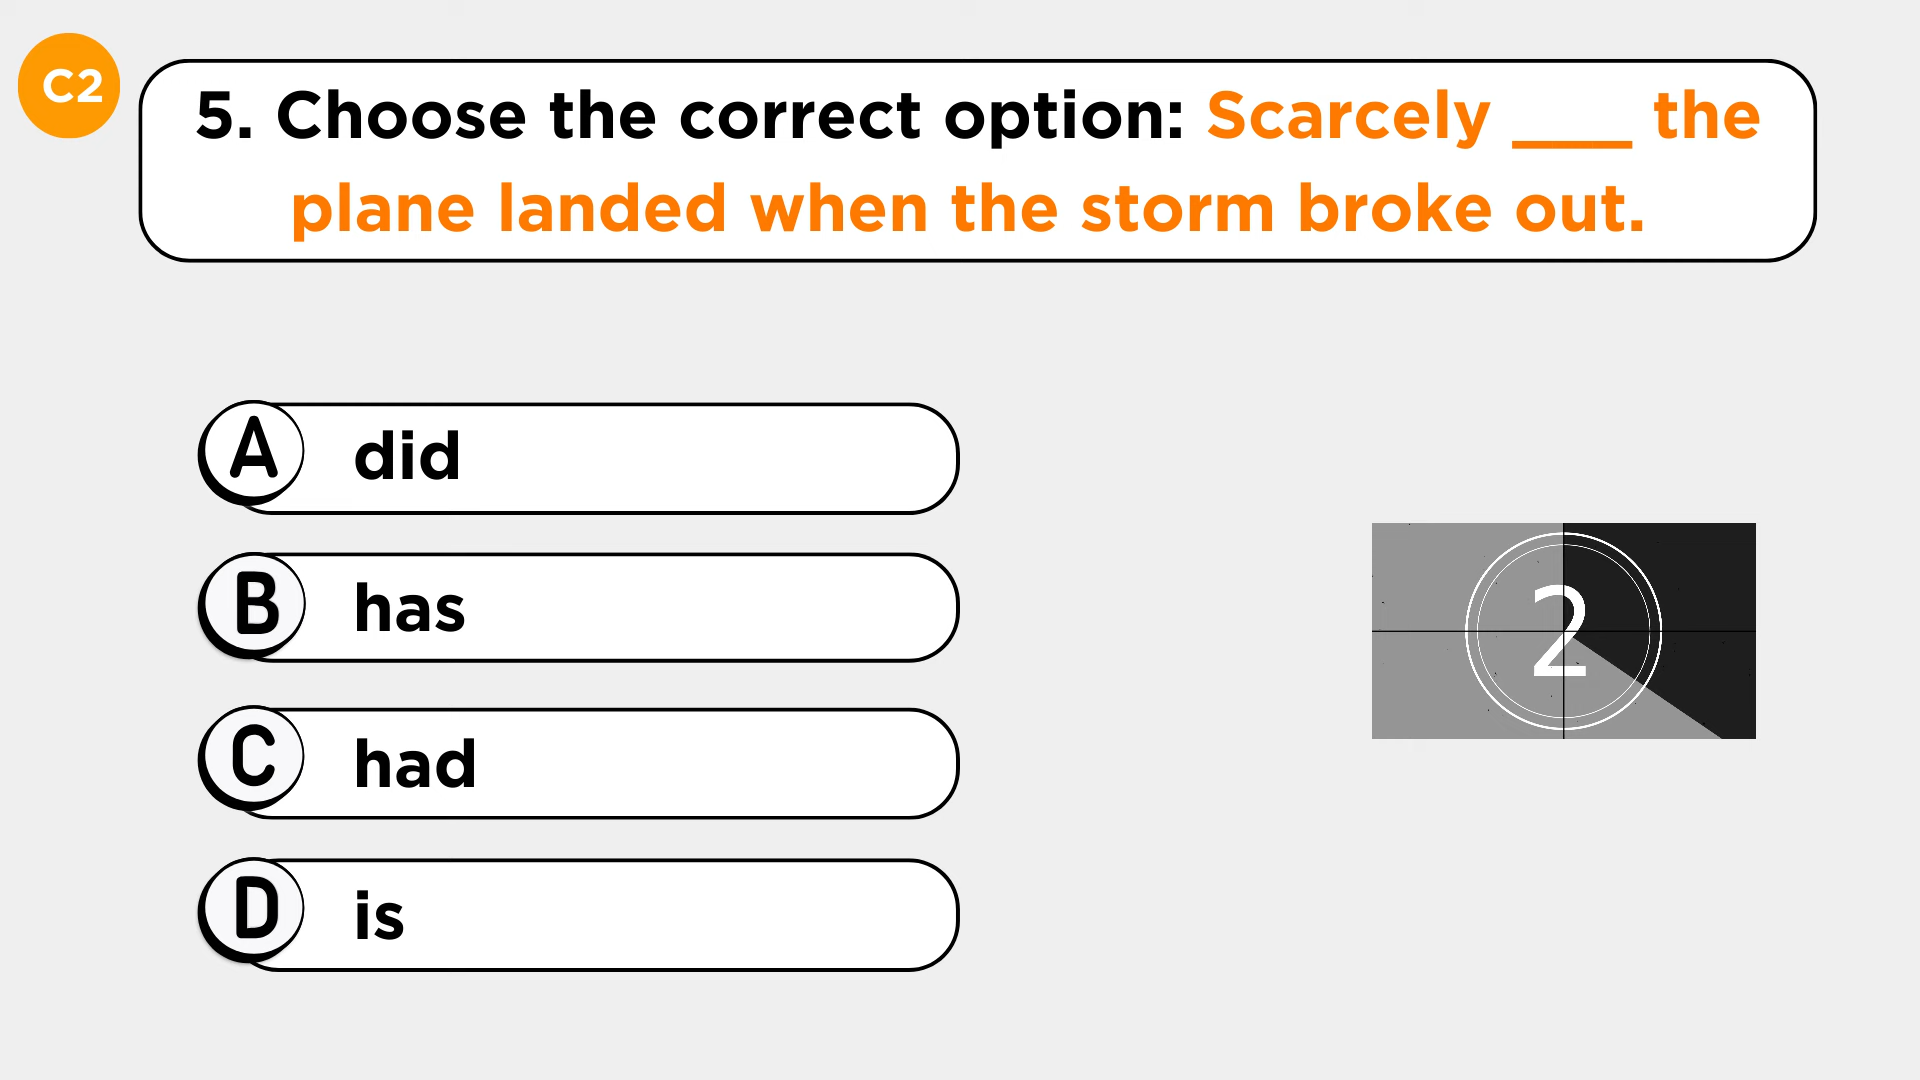 C2
5. Choose the correct option: Scarcely ____ the
plane landed when the storm broke out.
A did
B has
C had
D is
2